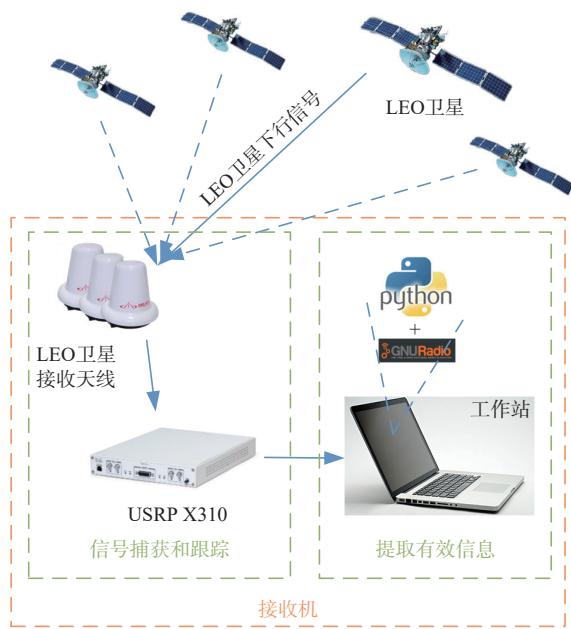 LEO卫星
LEO卫星下行信号
python
+
GNURadio
LEO卫星
接收天线
工作站
USRP X310
信号捕获和跟踪
提取有效信息
接收机